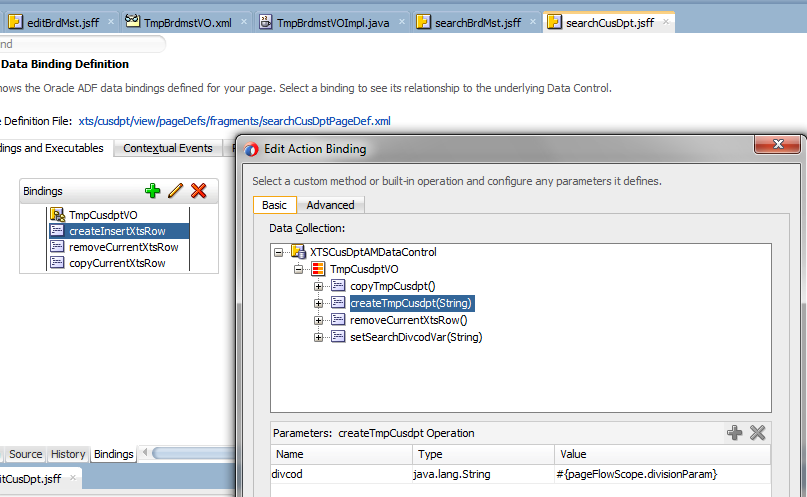 editBrdMst.jsff TmpBrdmstVO.xml TmpBrdmstVOImpl.java searchBrdMst.jsff searchCusDpt.jsff
nd
Data Binding Definition
hows the Oracle ADF data bindings defined for your page. Select a binding to see its relationship to the underlying Data Control.
e Definition File: xts/cusdpt/view/pageDefs/fragments/searchCusDptPageDef.xml
dings and Executables Contextual Events
Edit Action Binding
Select a custom method or built-in operation and configure any parameters it defines.
Basic Advanced
Bindings
TmpCusdptVO
createInsertXtsRow
removeCurrentXtsRow
copyCurrentXtsRow
Data Collection:
XTSCusDptAMDataControl
TmpCusdptVO
copyTmpCusdpt()
createTmpCusdpt(String)
removeCurrentXtsRow()
setSearchDivcodVar(String)
Parameters: createTmpCusdpt Operation
Name Type Value
divcod java.lang.String #{pageFlowScope.divisionParam}
Source History Bindings
itCusDpt.jsff